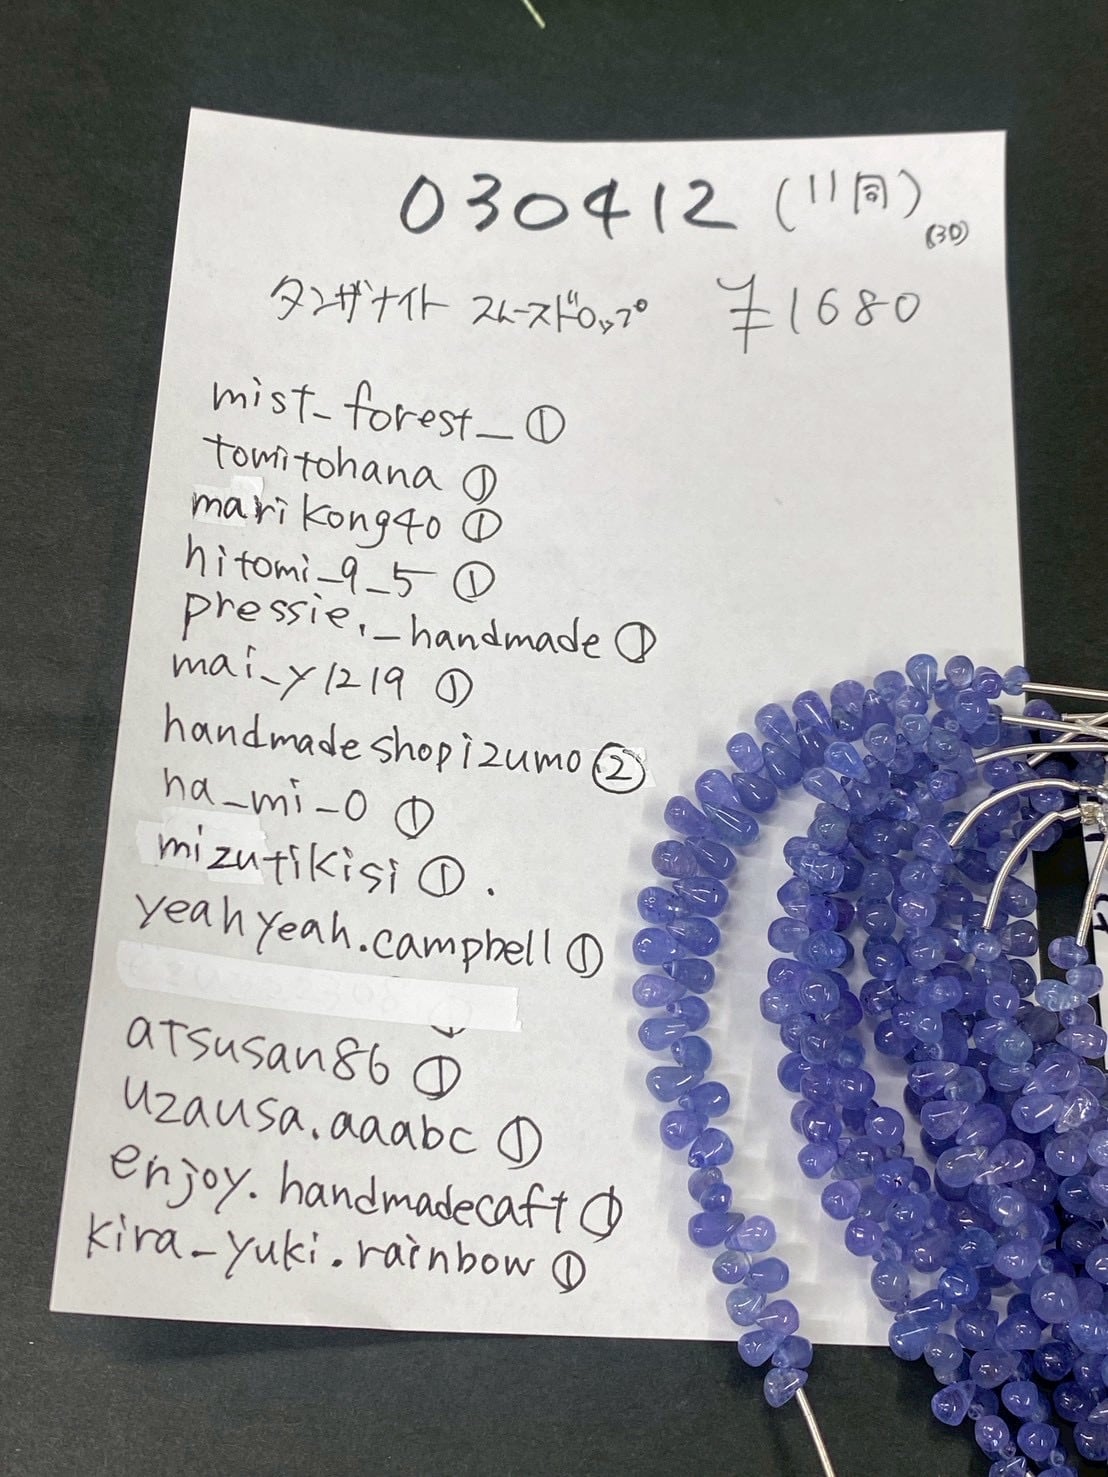 030412 (11同)
(30)
タンザナイト スムースドロップ ¥1680
mist_forest_ ①
tomitohana ①
marikong40 ①
hitomi_9_5 ①
pressie._handmade ①
mai_y1219 ①
handmadeshopizumo ②
ha_mi_0 ①
mizutikisi ①.
yeahyeah.campbell ①
atsusan86 ①
uzausa.aaabc ①
enjoy.handmadecaft ①
kira_yuki.rainbow ①